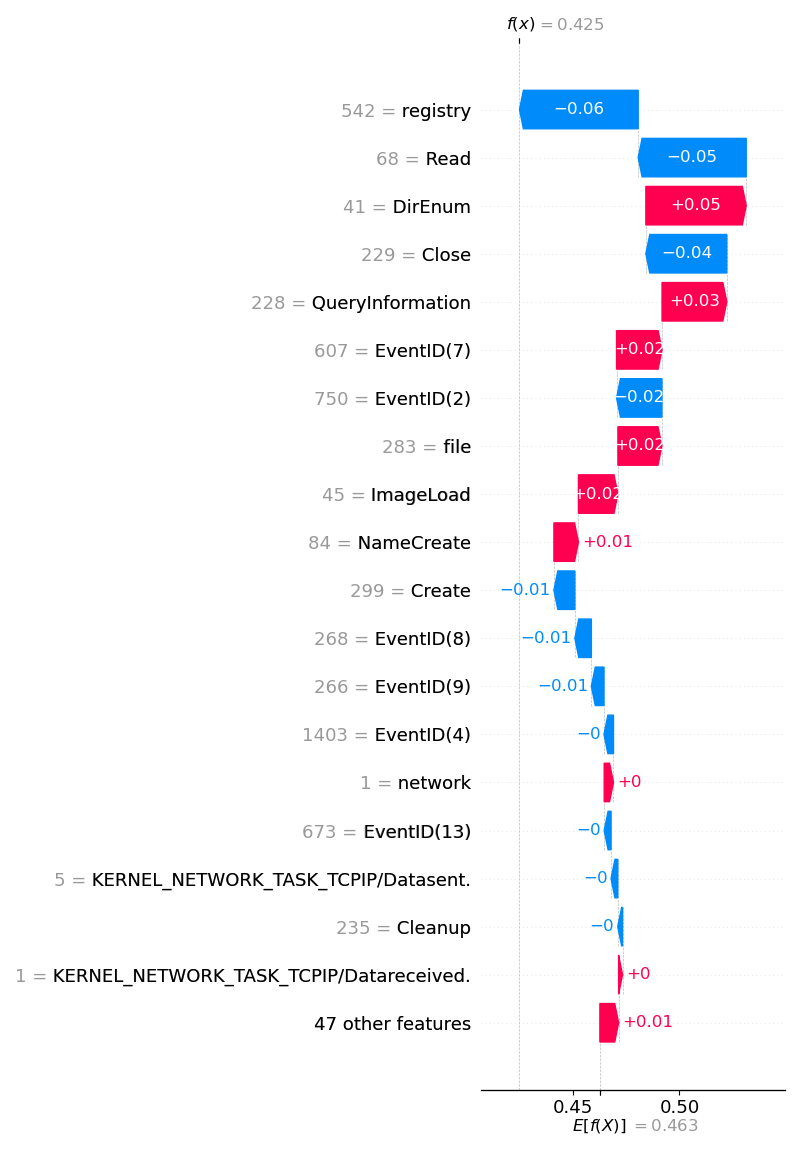 f(x) = 0.425
542 = registry −0.06
68 = Read −0.05
41 = DirEnum +0.05
229 = Close −0.04
228 = QueryInformation +0.03
607 = EventID(7) +0.02
750 = EventID(2) −0.02
283 = file +0.02
45 = ImageLoad +0.02
84 = NameCreate +0.01
299 = Create −0.01
268 = EventID(8) −0.01
266 = EventID(9) −0.01
1403 = EventID(4) −0
1 = network +0
673 = EventID(13) −0
5 = KERNEL_NETWORK_TASK_TCPIP/Datasent. −0
235 = Cleanup −0
1 = KERNEL_NETWORK_TASK_TCPIP/Datareceived. +0
47 other features +0.01
0.45 0.50
E[f(X)] = 0.463